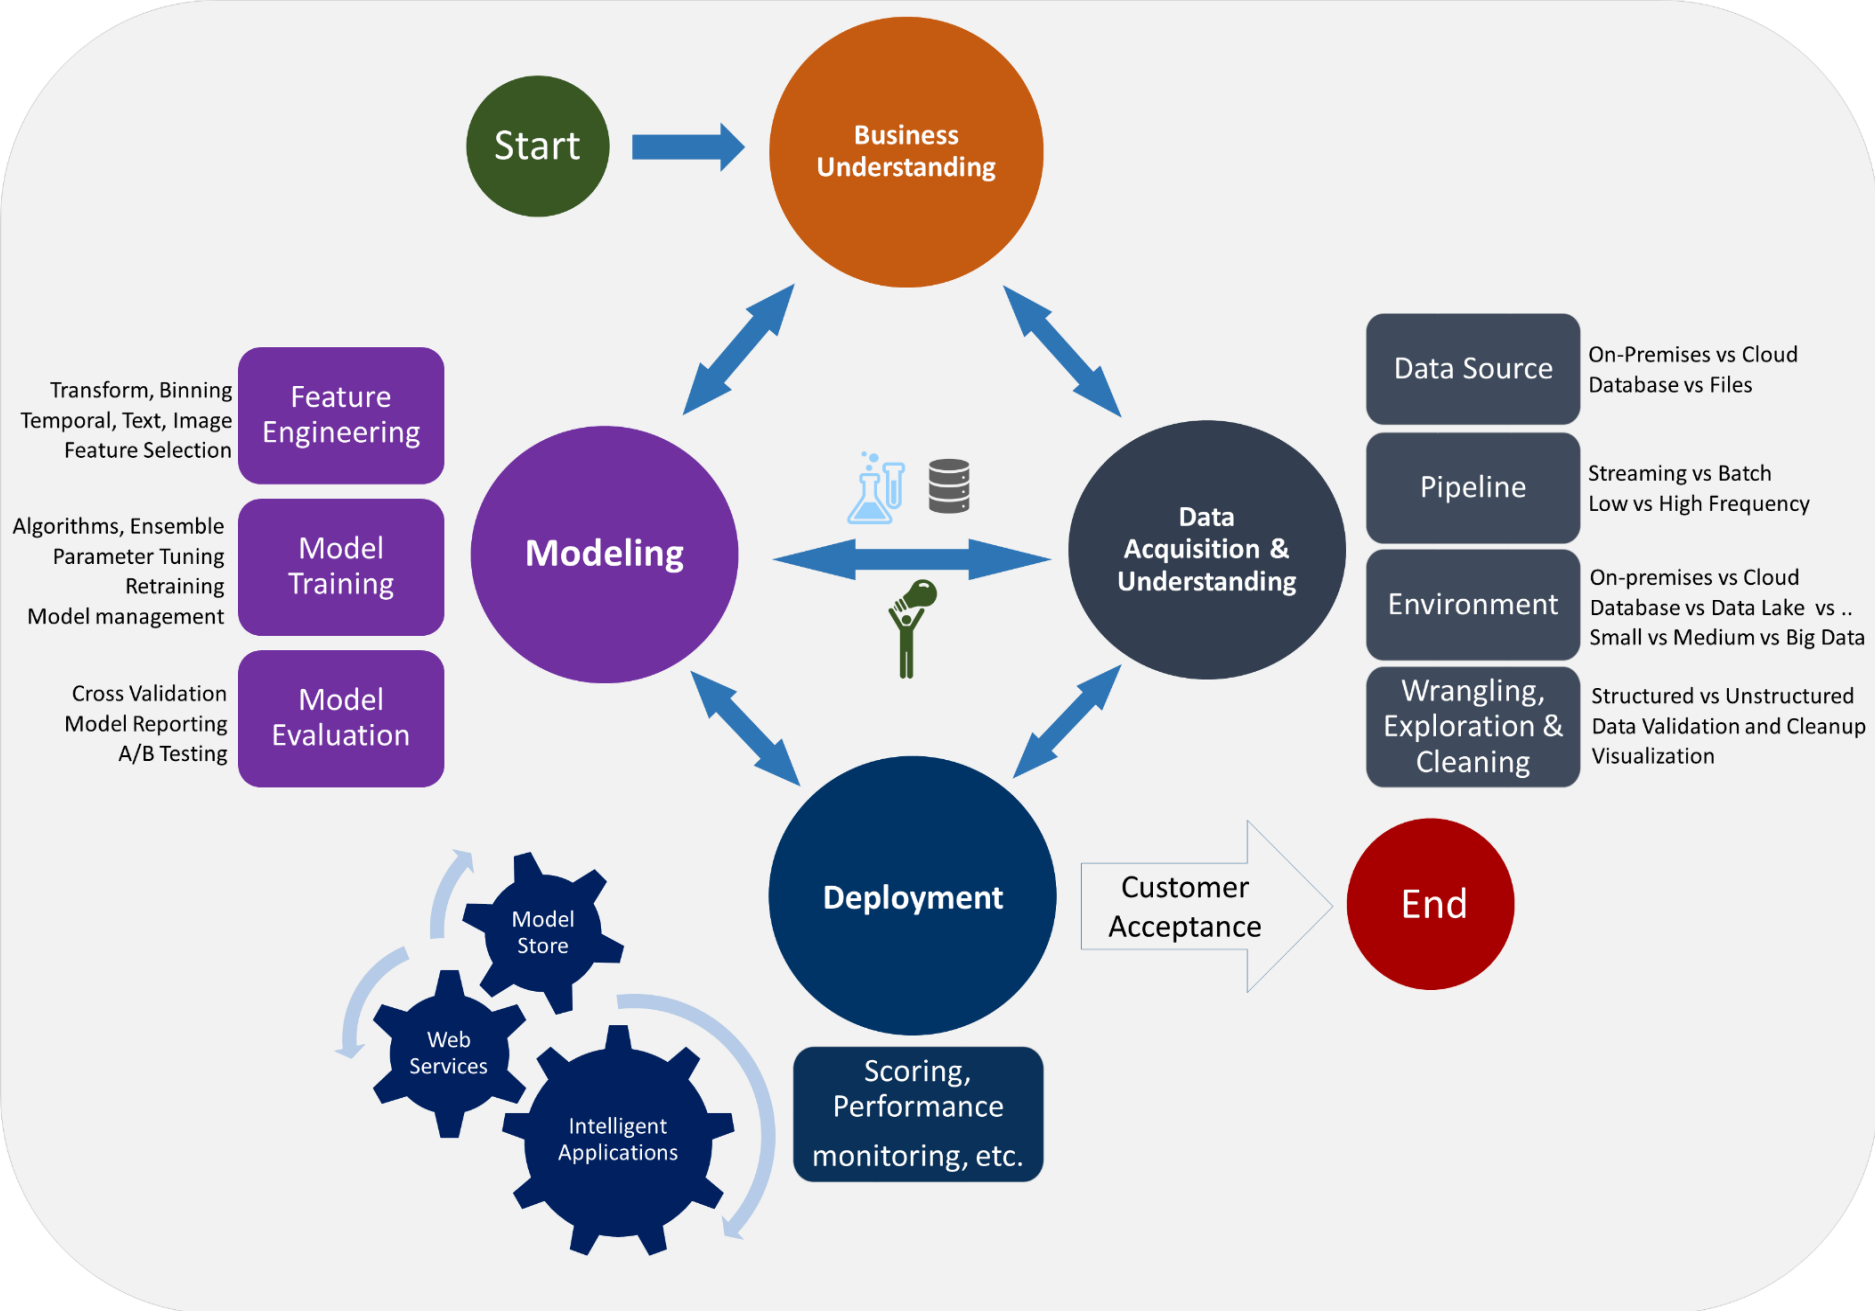 Start
Business
Understanding
Transform, Binning
Temporal, Text, Image
Feature Selection
Feature
Engineering
Algorithms, Ensemble
Parameter Tuning
Retraining
Model management
Model
Training
Cross Validation
Model Reporting
A/B Testing
Model
Evaluation
Modeling
Data
Acquisition &
Understanding
Data Source
On-Premises vs Cloud
Database vs Files
Pipeline
Streaming vs Batch
Low vs High Frequency
Environment
On-premises vs Cloud
Database vs Data Lake vs ..
Small vs Medium vs Big Data
Wrangling,
Exploration &
Cleaning
Structured vs Unstructured
Data Validation and Cleanup
Visualization
Deployment
Customer
Acceptance
End
Model
Store
Web
Services
Intelligent
Applications
Scoring,
Performance
monitoring, etc.